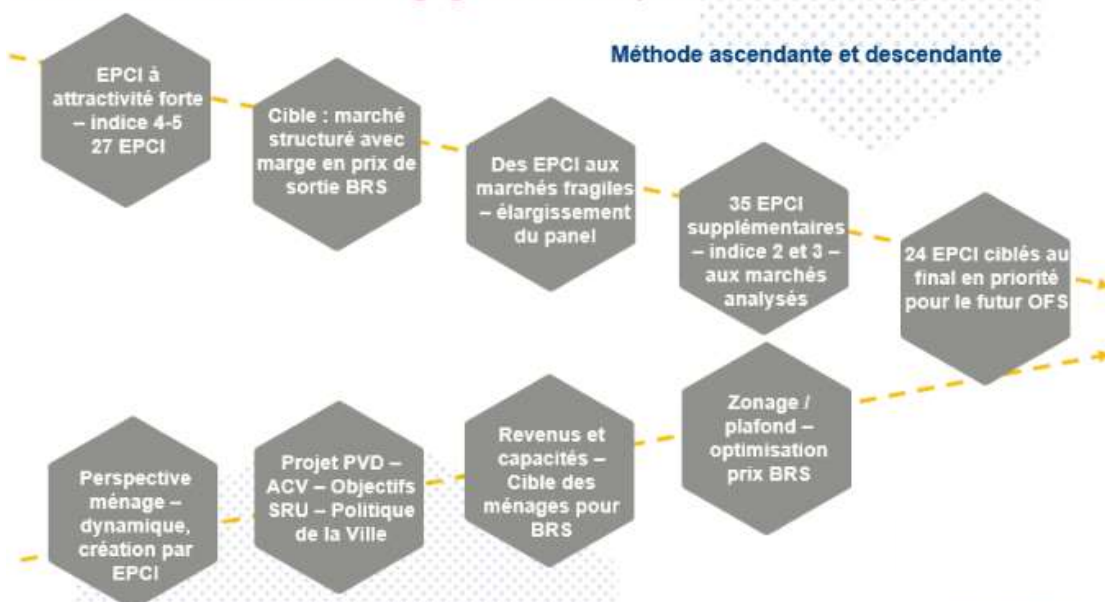 Méthode ascendante et descendante
EPCI à
attractivité forte
– indice 4-5
27 EPCI
Cible : marché
structuré avec
marge en prix de
sortie BRS
Des EPCI aux
marchés fragiles
– élargissement
du panel
35 EPCI
supplémentaires
– indice 2 et 3 –
aux marchés
analysés
24 EPCI ciblés au
final en priorité
pour le futur OFS
Perspective
ménage –
dynamique,
création par
EPCI
Projet PVD –
ACV – Objectifs
SRU – Politique
de la Ville
Revenus et
capacités –
Cible des
ménages pour
BRS
Zonage /
plafond –
optimisation
prix BRS